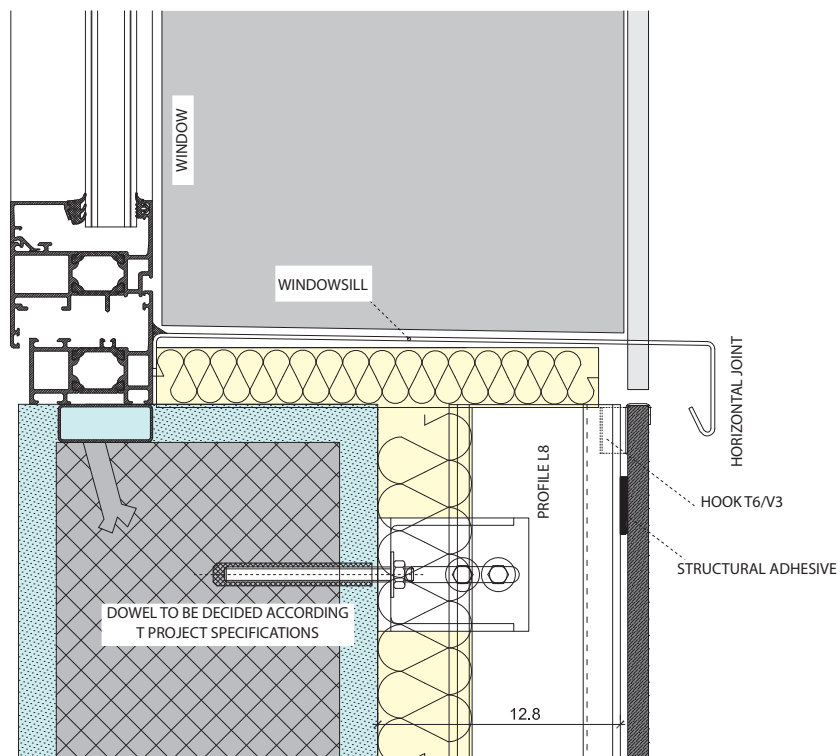 WINDOW
WINDOWSILL
HORIZONTAL JOINT
PROFILE L8
HOOK T6/V3
STRUCTURAL ADHESIVE
DOWEL TO BE DECIDED ACCORDING
T PROJECT SPECIFICATIONS
12.8